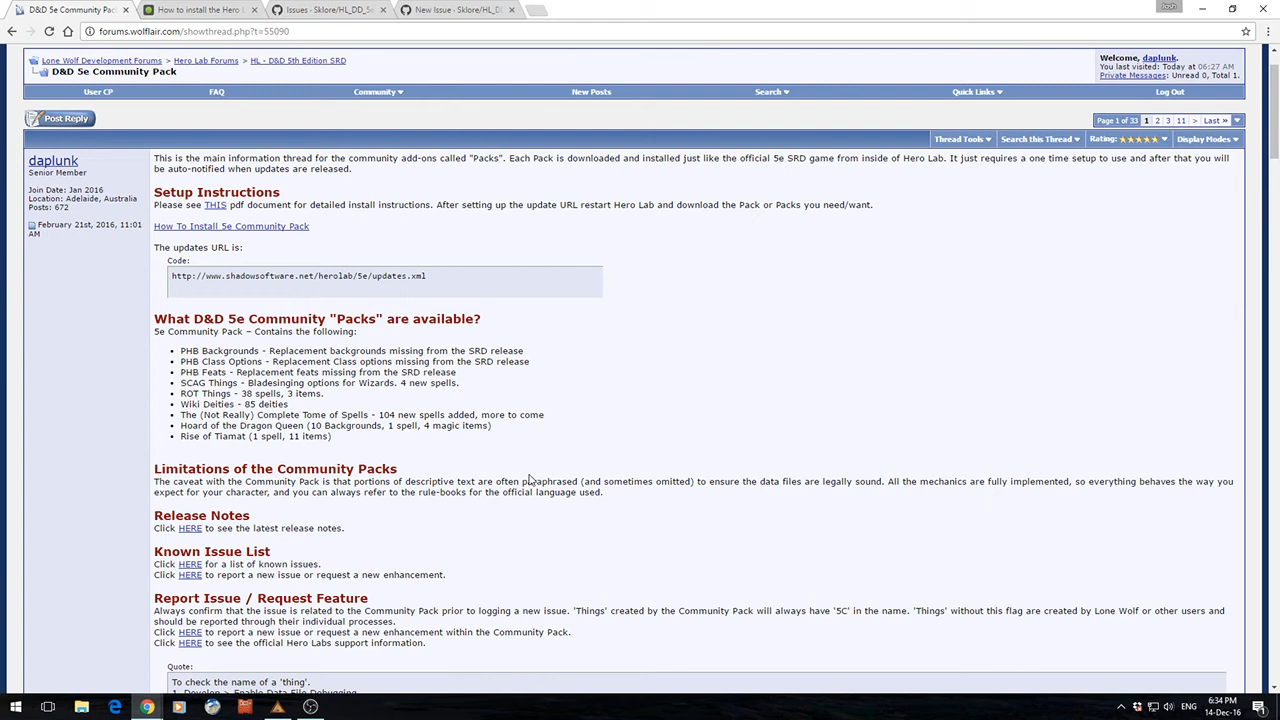 D&D 5e Community Pac
How to install the Hero L
Issues · Sklore/HL_DD_5e
New Issue · Sklore/HL_DD
Josh
forums.wolflair.com/showthread.php?t=55090
Lone Wolf Development Forums > Hero Lab Forums > HL - D&D 5th Edition SRD
D&D 5e Community Pack
Welcome, daplunk.
You last visited: Today at 06:27 AM
Private Messages: Unread 0, Total 1.
User CP FAQ Community New Posts Search Quick Links Log Out
Post Reply
Page 1 of 33 1 2 3 11 > Last »
Thread Tools Search this Thread Rating: Display Modes
daplunk
Senior Member
Join Date: Jan 2016
Location: Adelaide, Australia
Posts: 672
February 21st, 2016, 11:01
AM
This is the main information thread for the community add-ons called "Packs". Each Pack is downloaded and installed just like the official 5e SRD game from inside of Hero Lab. It just requires a one time setup to use and after that you will
be auto-notified when updates are released.
Setup Instructions
Please see THIS pdf document for detailed install instructions. After setting up the update URL restart Hero Lab and download the Pack or Packs you need/want.
How To Install 5e Community Pack
The updates URL is:
Code:
http://www.shadowsoftware.net/herolab/5e/updates.xml
What D&D 5e Community "Packs" are available?
5e Community Pack – Contains the following:
• PHB Backgrounds - Replacement backgrounds missing from the SRD release
• PHB Class Options - Replacement Class options missing from the SRD release
• PHB Feats - Replacement feats missing from the SRD release
• SCAG Things - Bladesinging options for Wizards. 4 new spells.
• ROT Things - 38 spells, 3 items.
• Wiki Deities - 85 deities
• The (Not Really) Complete Tome of Spells - 104 new spells added, more to come
• Hoard of the Dragon Queen (10 Backgrounds, 1 spell, 4 magic items)
• Rise of Tiamat (1 spell, 11 items)
Limitations of the Community Packs
The caveat with the Community Pack is that portions of descriptive text are often paraphrased (and sometimes omitted) to ensure the data files are legally sound. All the mechanics are fully implemented, so everything behaves the way you
expect for your character, and you can always refer to the rule-books for the official language used.
Release Notes
Click HERE to see the latest release notes.
Known Issue List
Click HERE for a list of known issues.
Click HERE to report a new issue or request a new enhancement.
Report Issue / Request Feature
Always confirm that the issue is related to the Community Pack prior to logging a new issue. 'Things' created by the Community Pack will always have '5C' in the name. 'Things' without this flag are created by Lone Wolf or other users and
should be reported through their individual processes.
Click HERE to report a new issue or request a new enhancement within the Community Pack.
Click HERE to see the official Hero Labs support information.
Quote:
To check the name of a 'thing'.
1. Develop > Enable Data File Debugging
6:34 PM
14-Dec-16